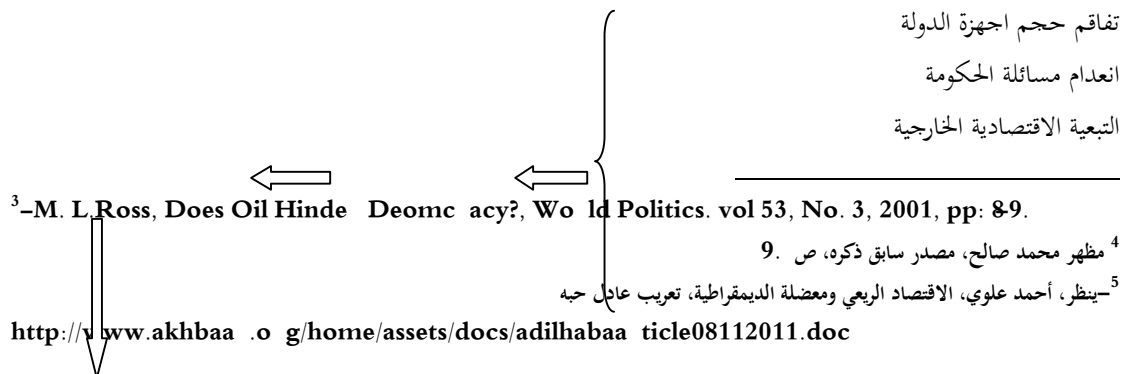 تفاقم حجم اجهزة الدولة
انعدام مسائلة الحكومة
التبعية الاقتصادية الخارجية
3–M. L.Ross, Does Oil Hinde Deomc acy?, Wo ld Politics. vol 53, No. 3, 2001, pp: 8-9.
4 مظهر محمد صالح، مصدر سابق ذكره، ص 9.
5–ينظر، أحمد علوي، الاقتصاد الريعي ومعضلة الديمقراطية، تعريب عادل حبه
http://www.akhbaa .o g/home/assets/docs/adilhabaa ticle08112011.doc